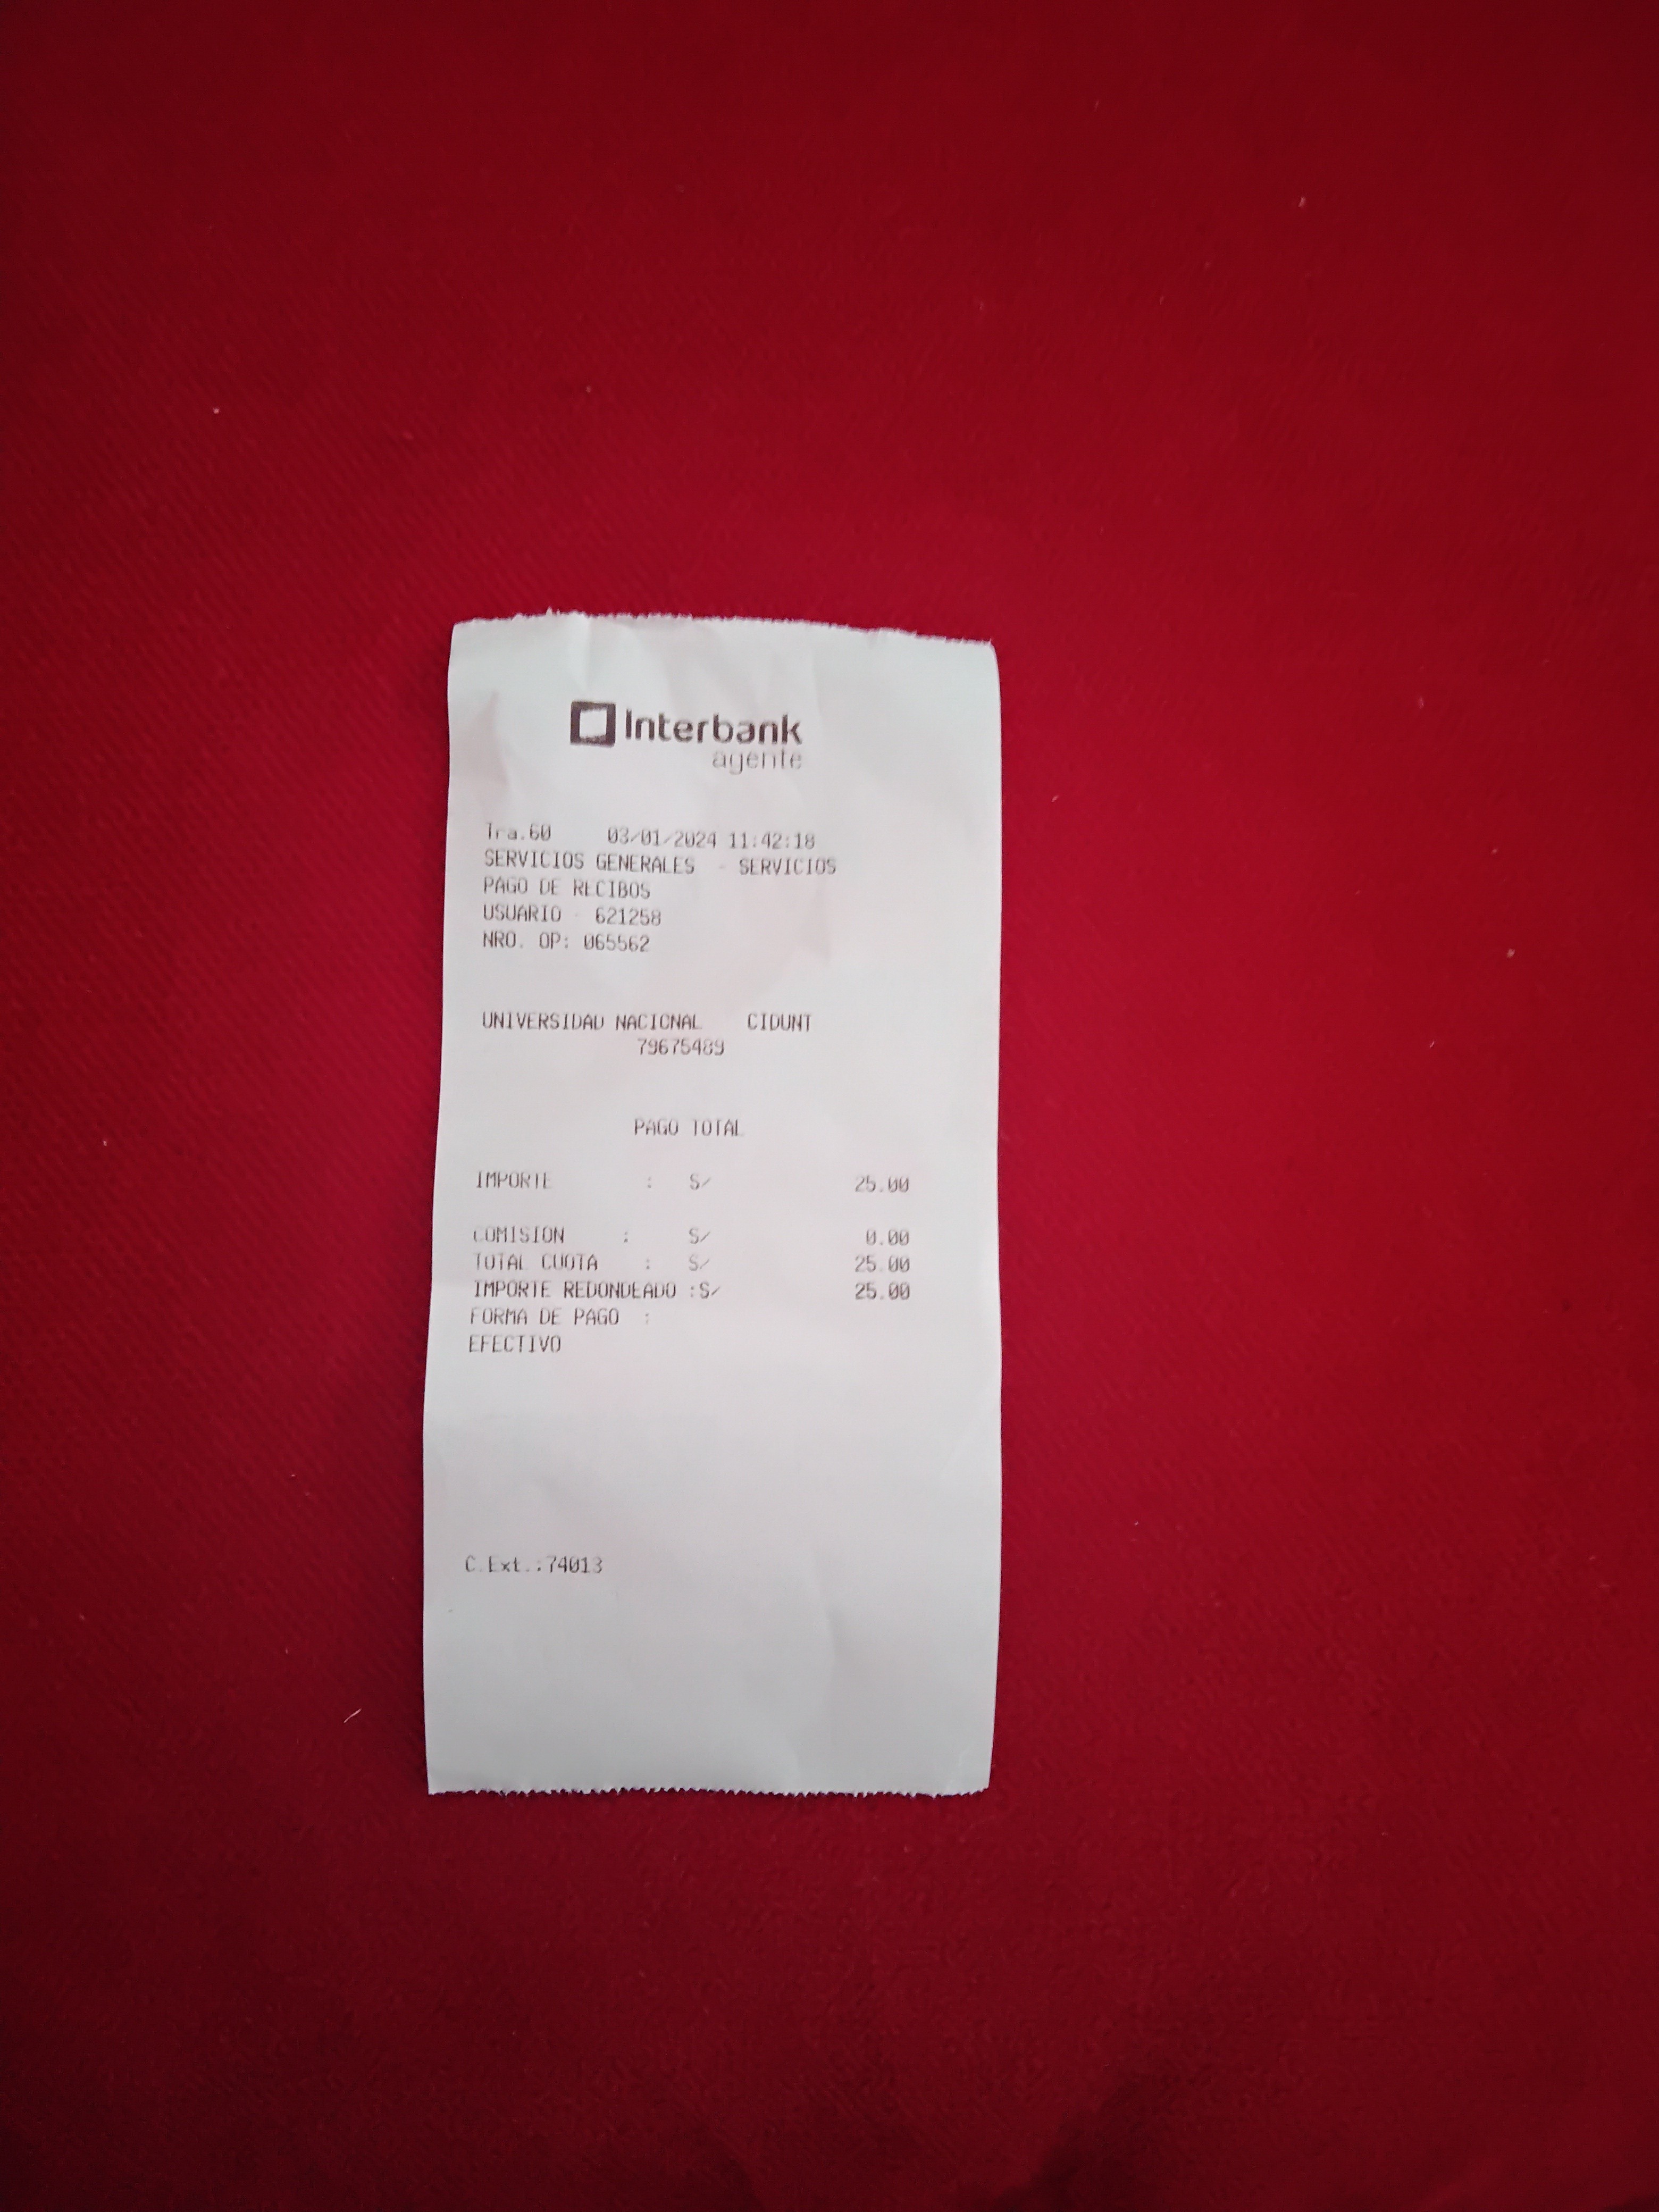 Interbank
agente
Tra.60 03/01/2024 11:42:18
SERVICIOS GENERALES - SERVICIOS
PAGO DE RECIBOS
USUARIO - 621258
NRO. OP: 065562
UNIVERSIDAD NACIONAL CIDUNT
79675489
PAGO TOTAL
IMPORTE : S/ 25.00
COMISION : S/ 0.00
TOTAL CUOTA : S/ 25.00
IMPORTE REDONDEADO :S/ 25.00
FORMA DE PAGO :
EFECTIVO
C.Ext.:74013